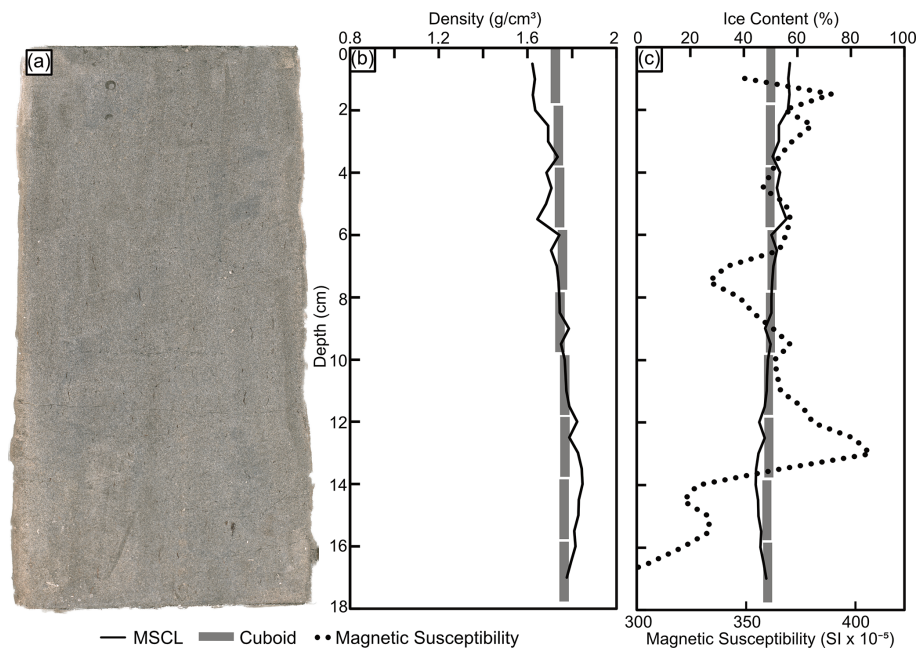 Density (g/cm³)
Ice Content (%)
0.8 1.2 1.6 2
0 20 40 60 80 100
(a)
(b)
(c)
0
2
4
6
8
10
12
14
16
18
Depth (cm)
300 350 400
Magnetic Susceptibility (SI x 10⁻⁵)
MSCL Cuboid Magnetic Susceptibility